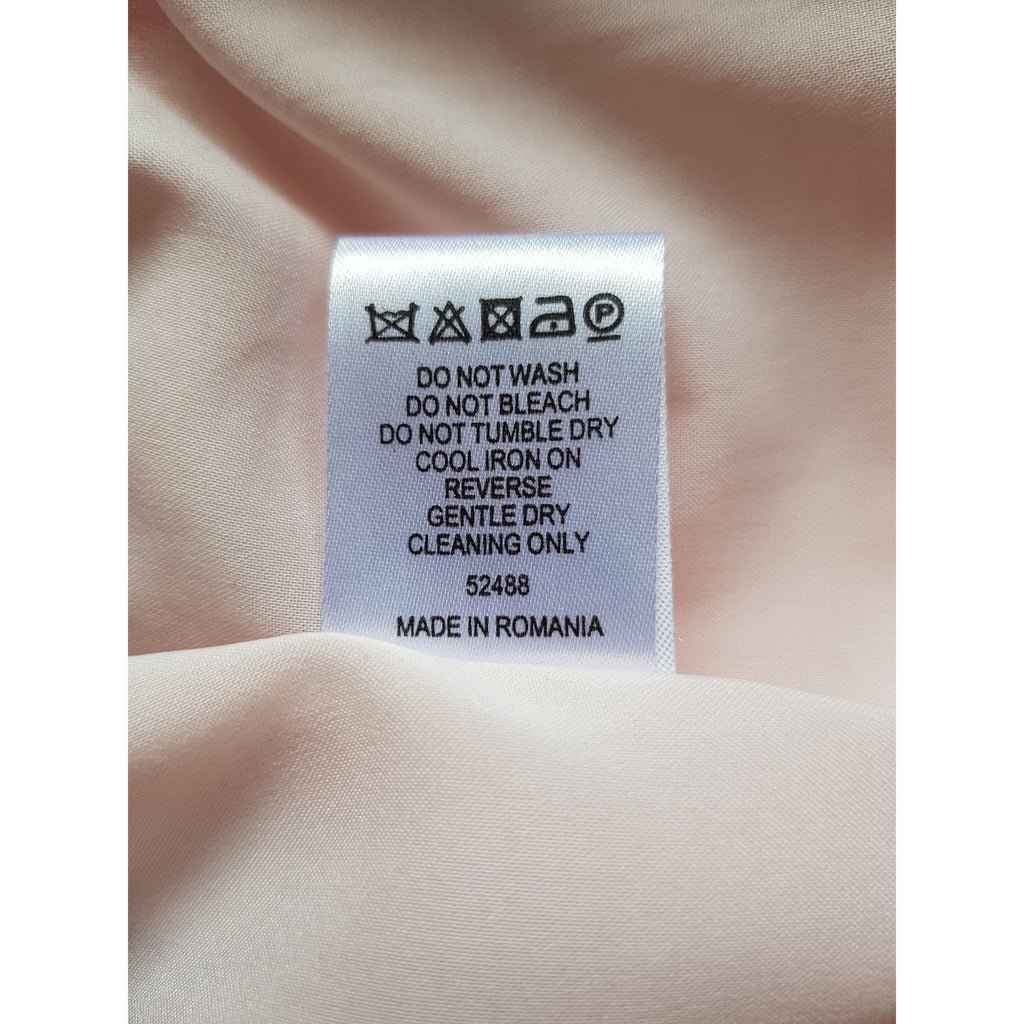 P
DO NOT WASH
DO NOT BLEACH
DO NOT TUMBLE DRY
COOL IRON ON
REVERSE
GENTLE DRY
CLEANING ONLY
52488
MADE IN ROMANIA